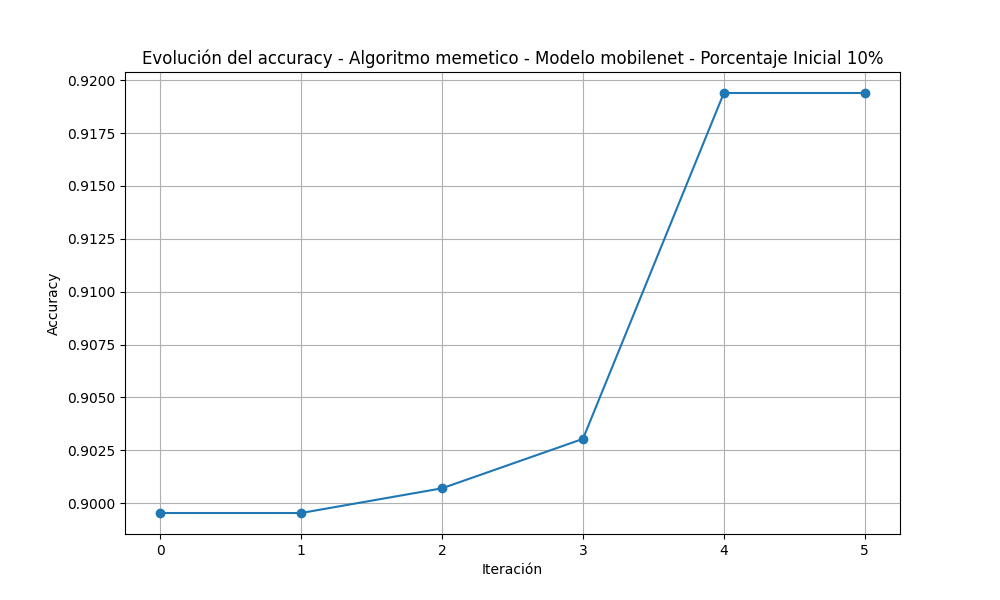 Evolución del accuracy - Algoritmo memetico - Modelo mobilenet - Porcentaje Inicial 10%
0.9200
0.9175
0.9150
0.9125
0.9100
0.9075
0.9050
0.9025
0.9000
Accuracy
0 1 2 3 4 5
Iteración